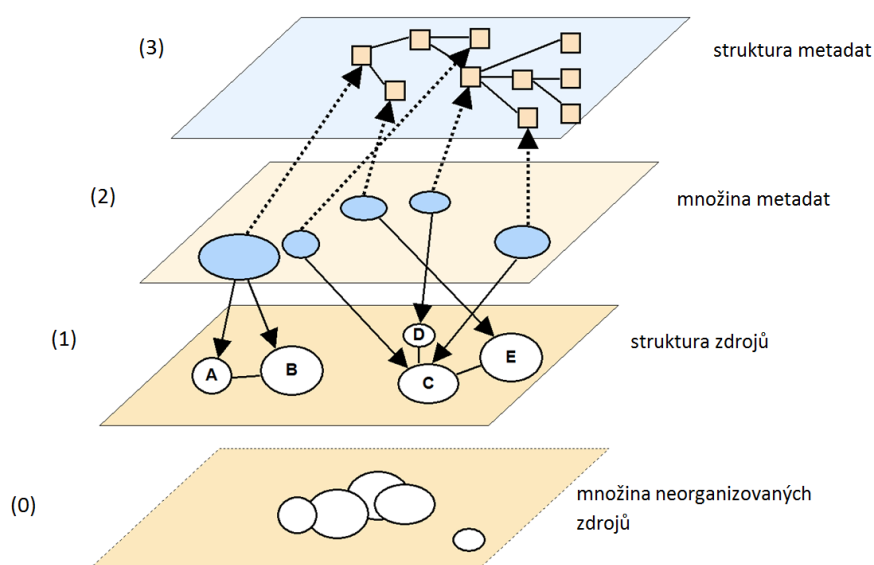 (3)
struktura metadat
(2)
množina metadat
(1)
struktura zdrojů
D
A
B
C
E
(0)
množina neorganizovaných
zdrojů